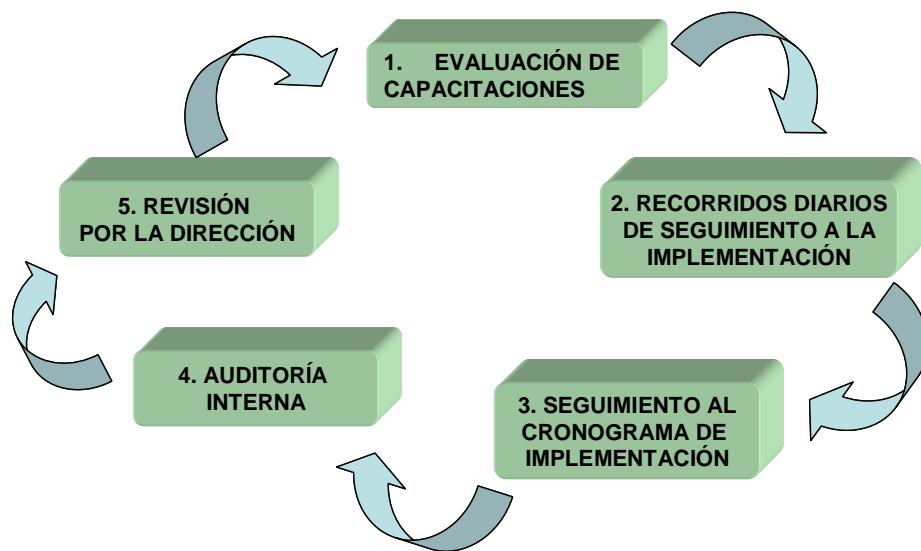 1. EVALUACIÓN DE
CAPACITACIONES
2. RECORRIDOS DIARIOS
DE SEGUIMIENTO A LA
IMPLEMENTACIÓN
3. SEGUIMIENTO AL
CRONOGRAMA DE
IMPLEMENTACIÓN
4. AUDITORÍA
INTERNA
5. REVISIÓN
POR LA DIRECCIÓN